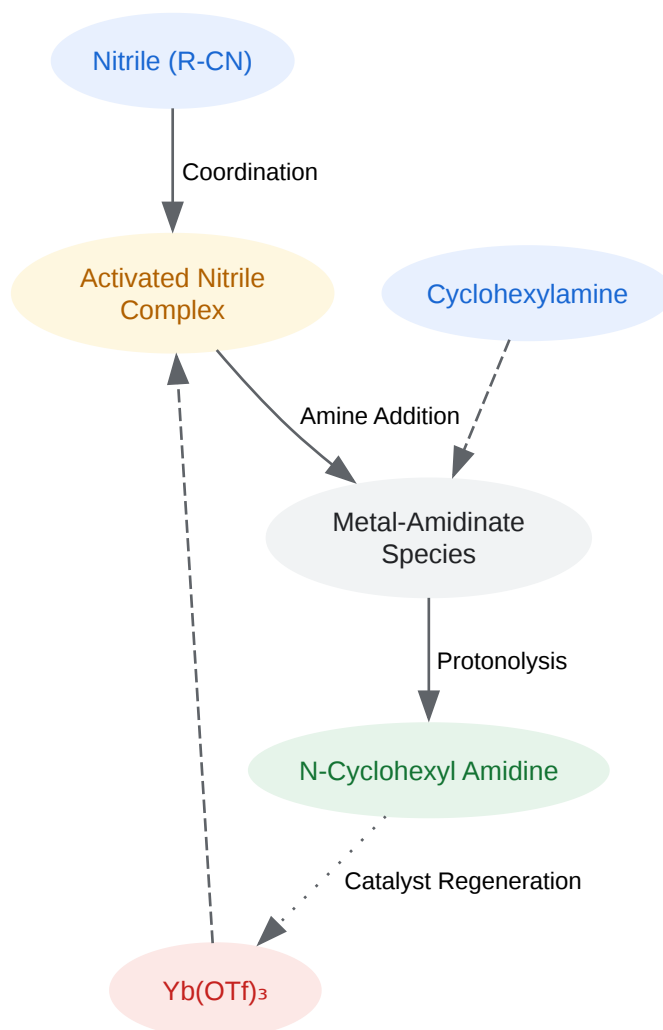 Nitrile (R-CN)
Coordination
Activated Nitrile
Complex
Cyclohexylamine
Amine Addition
Metal-Amidinate
Species
Protonolysis
N-Cyclohexyl Amidine
Catalyst Regeneration
Yb(OTf)₃